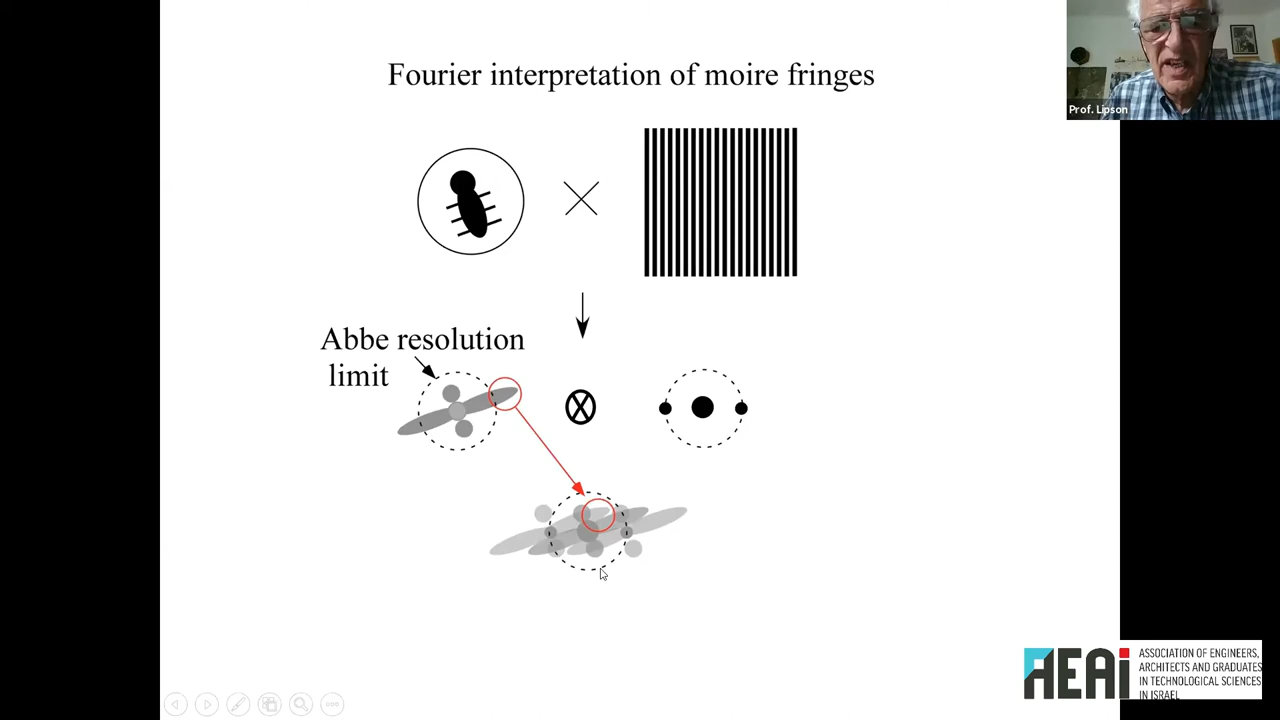 Fourier interpretation of moire fringes
Prof. Lipson
Abbe resolution
limit
AEAi
ASSOCIATION OF ENGINEERS,
ARCHITECTS AND GRADUATES
IN TECHNOLOGICAL SCIENCES
IN ISRAEL